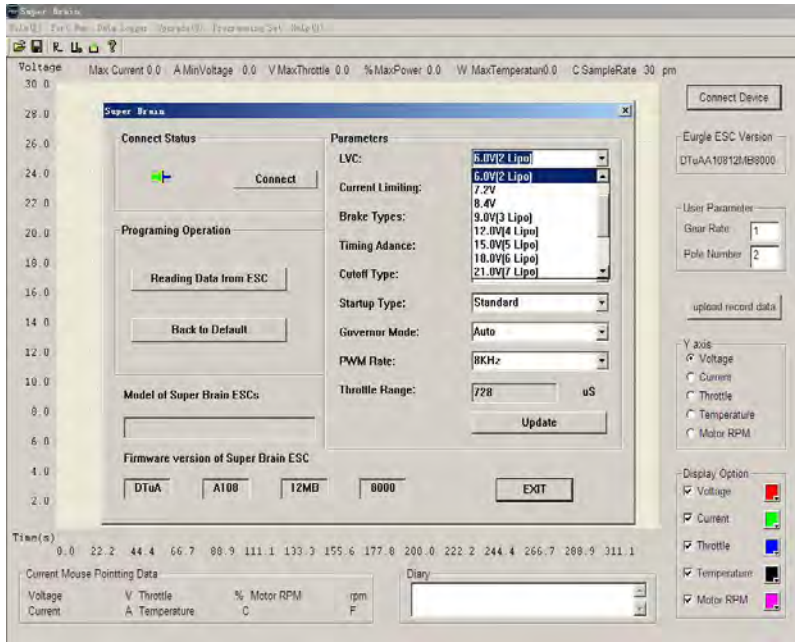 Super Brain
File(F) Port Num Data Logger Upgrade(U) Programming Set Help(H)
R U ?
Voltage Max Current 0.0 A MinVoltage 0.0 V MaxThrottle 0.0 %MaxPower 0.0 W MaxTemperatun0.0 C SampleRate 30 pm
30 0
28.0
26.0
24.0
22 0
20.0
18.0
16.0
14 0
12.0
10.0
8.0
6 0
4.0
2.0
Time(s)
0.0 22.2 44.4 66.7 88.9 111.1 133.3 155.6 177.8 200.0 222.2 244.4 266.7 288.9 311.1
Super Brain
Connect Status
Connect
Programing Operation
Reading Data from ESC
Back to Default
Model of Super Brain ESCs
Firmware version of Super Brain ESC
DTuA A108 12MB 8000
Parameters
LVC: 6.0V(2 Lipo)
6.0V(2 Lipo)
7.2V
8.4V
9.0V(3 Lipo)
12.0V(4 Lipo)
15.0V(5 Lipo)
18.0V(6 Lipo)
21.0V(7 Lipo)
Current Limiting:
Brake Types:
Timing Adance:
Cutoff Type:
Startup Type: Standard
Governor Mode: Auto
PWM Rate: 8KHz
Throttle Range: 728 uS
Update
EXIT
Connect Device
Eurgle ESC Version
DTuAA10812MB8000
User Parameter
Gear Rate 1
Pole Number 2
upload record data
Y axis
Voltage
Current
Throttle
Temperature
Motor RPM
Display Option
Voltage
Current
Throttle
Temperature
Motor RPM
Current Mouse Pointting Data
Voltage V Throttle % Motor RPM rpm
Current A Temperature C F
Diary